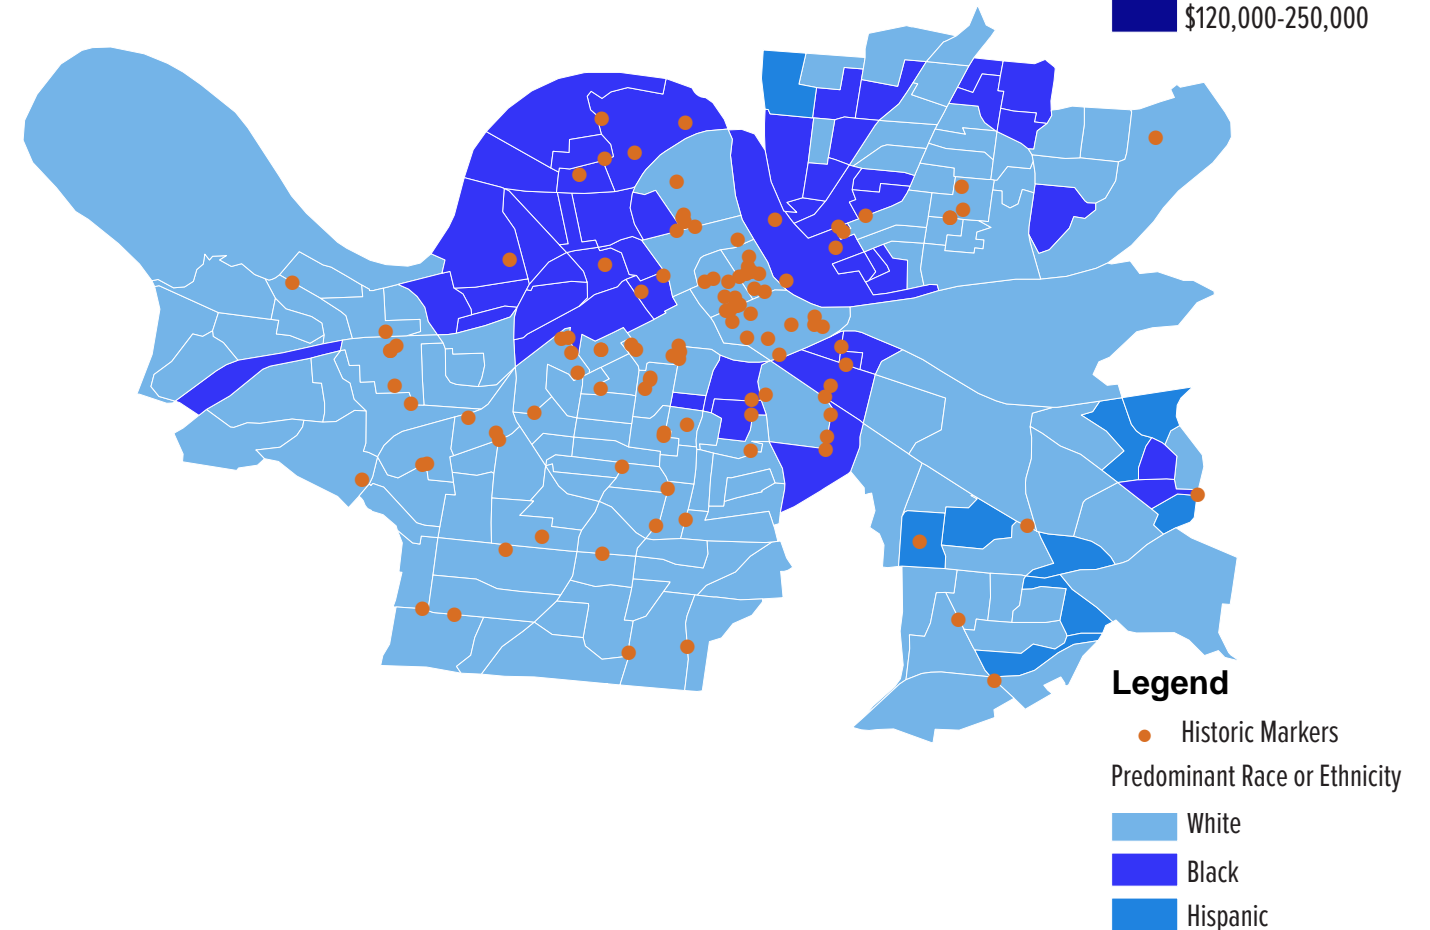 $120,000-250,000
Legend
Historic Markers
Predominant Race or Ethnicity
White
Black
Hispanic